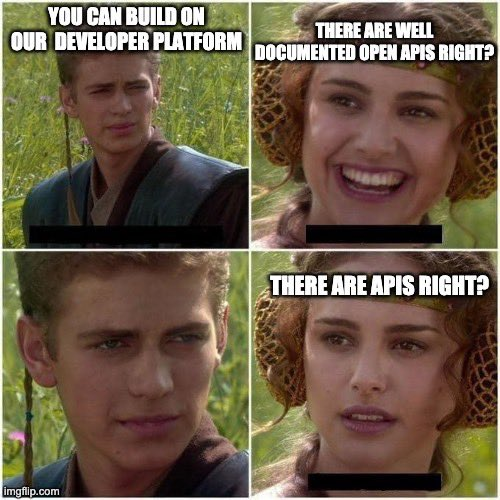 YOU CAN BUILD ON
OUR DEVELOPER PLATFORM
THERE ARE WELL
DOCUMENTED OPEN APIS RIGHT?
THERE ARE APIS RIGHT?
imgflip.com